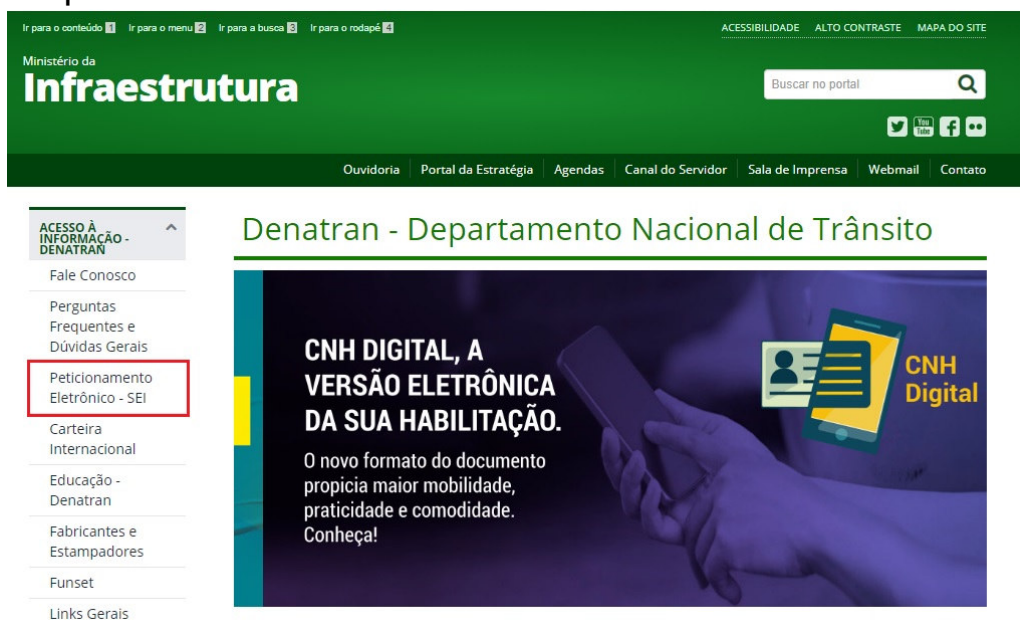 Ir para o conteúdo 1 Ir para o menu 2 Ir para a busca 3 Ir para o rodapé 4
ACESSIBILIDADE ALTO CONTRASTE MAPA DO SITE
Ministério da
Infraestrutura
Buscar no portal
You
Tube
Ouvidoria Portal da Estratégia Agendas Canal do Servidor Sala de Imprensa Webmail Contato
ACESSO À
INFORMAÇÃO -
DENATRAN
Fale Conosco
Perguntas
Frequentes e
Dúvidas Gerais
Peticionamento
Eletrônico - SEI
Carteira
Internacional
Educação -
Denatran
Fabricantes e
Estampadores
Funset
Links Gerais
Denatran - Departamento Nacional de Trânsito
CNH DIGITAL, A
VERSÃO ELETRÔNICA
DA SUA HABILITAÇÃO.
O novo formato do documento
propicia maior mobilidade,
praticidade e comodidade.
Conheça!
CNH
Digital